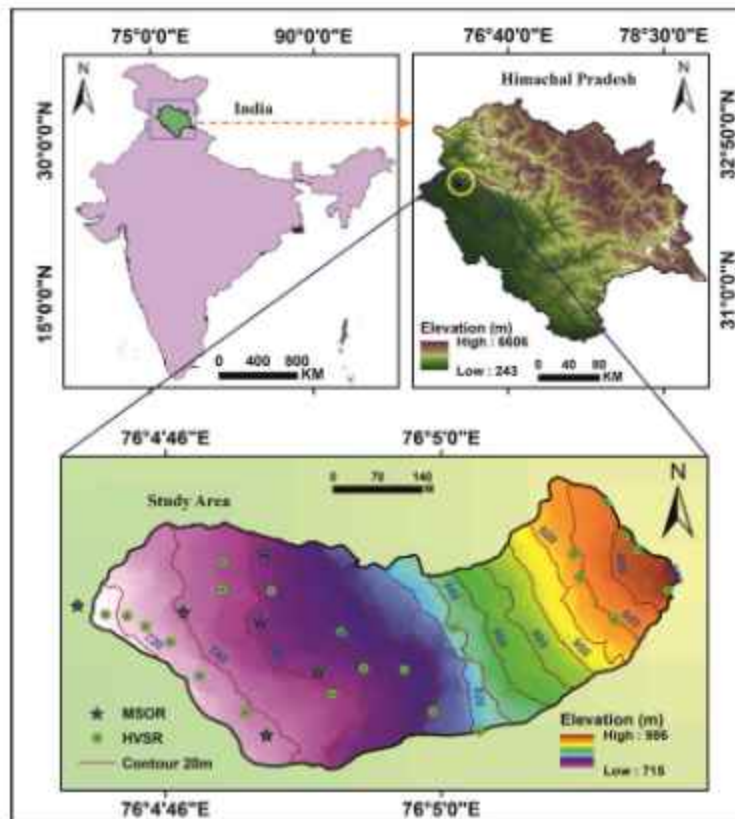 75°0'0"E 90°0'0"E
76°40'0"E 78°30'0"E
N
India
30°0'0"N
15°0'0"N
0 400 800
KM
N
Himachal Pradesh
32°50'0"N
31°0'0"N
Elevation (m)
High : 6606
Low : 243
0 40 80
KM
76°4'46"E 76°5'0"E
0 70 140
M
N
Study Area
MSOR
HVSR
Contour 20m
Elevation (m)
High : 986
Low : 715
76°4'46"E 76°5'0"E